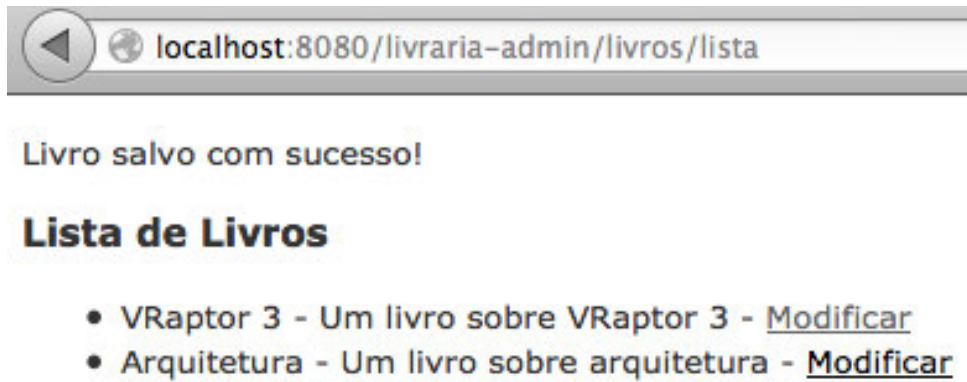 localhost:8080/livraria-admin/livros/lista
Livro salvo com sucesso!
Lista de Livros
• VRaptor 3 - Um livro sobre VRaptor 3 - Modificar
• Arquitetura - Um livro sobre arquitetura - Modificar